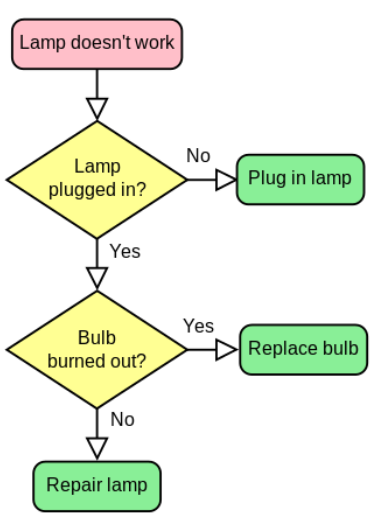 Lamp doesn't work
Lamp
plugged in?
No
Plug in lamp
Yes
Bulb
burned out?
Yes
Replace bulb
No
Repair lamp